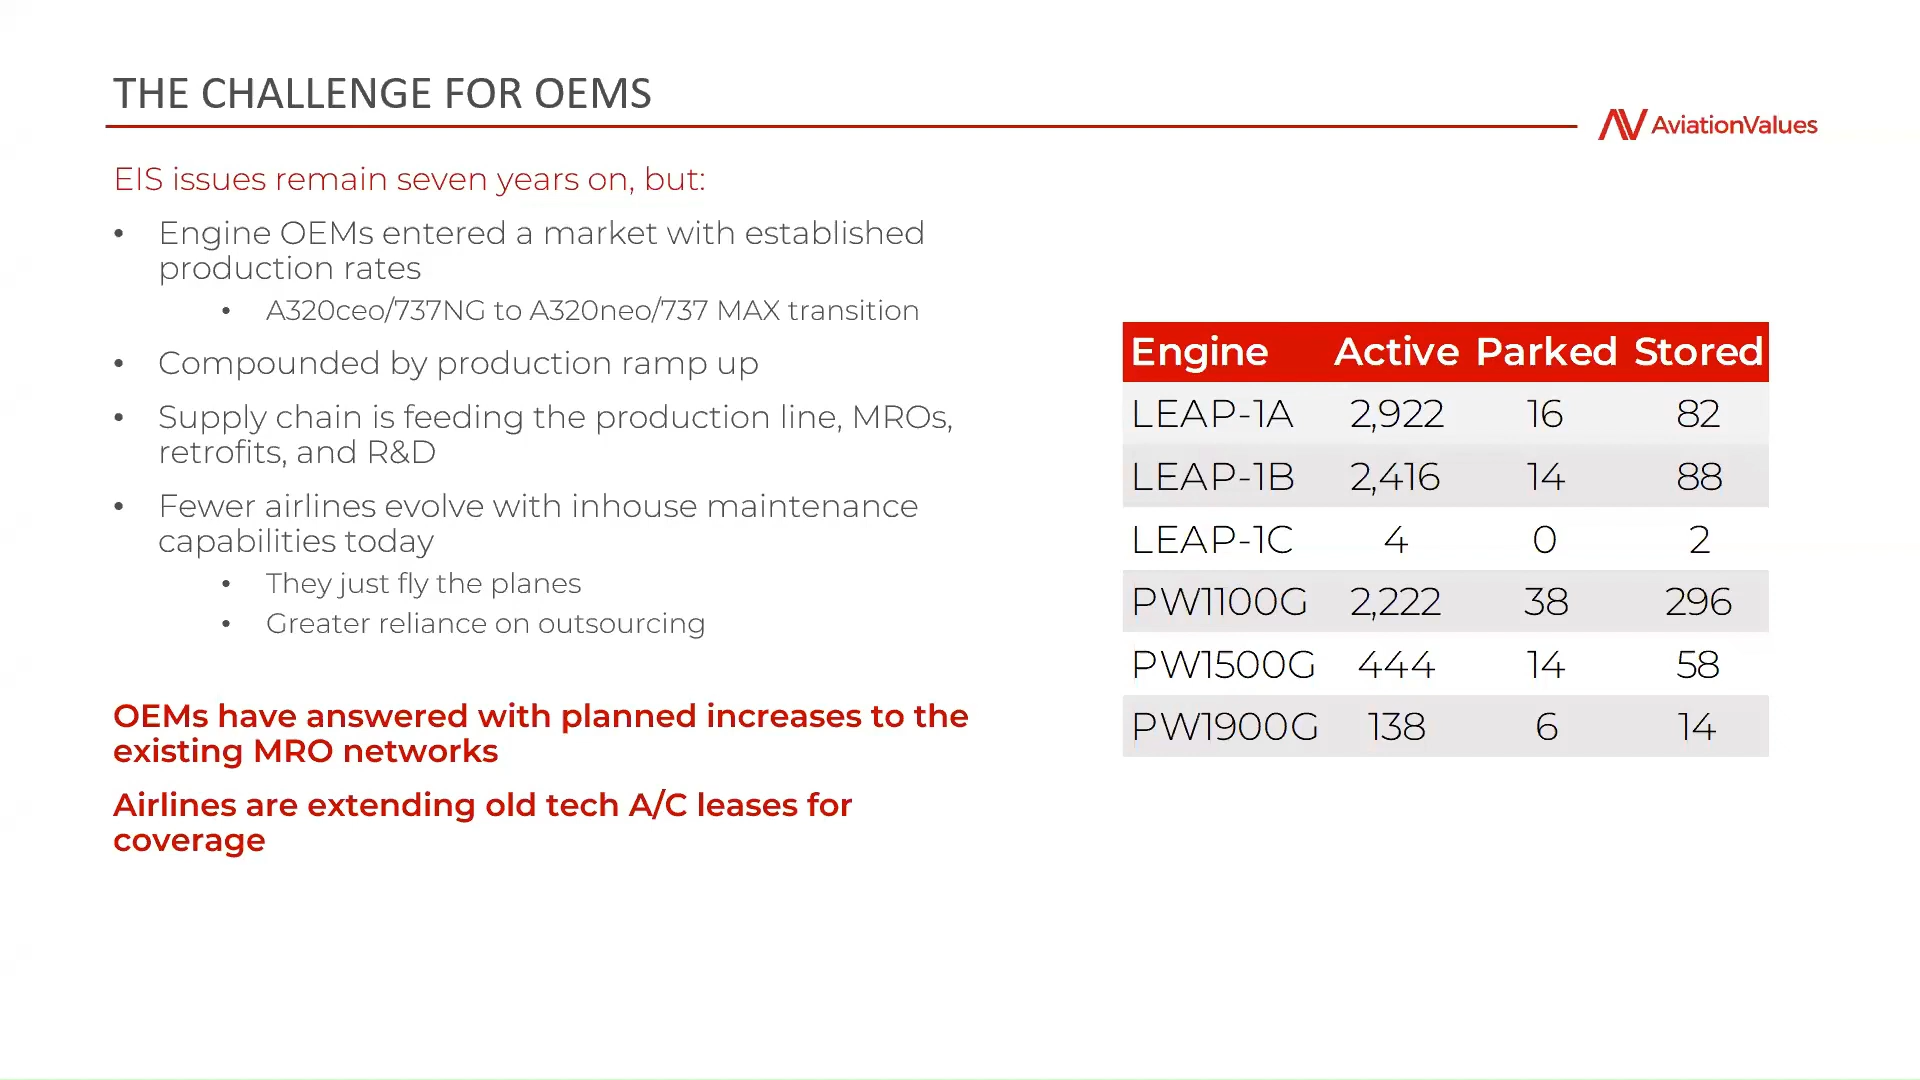 THE CHALLENGE FOR OEMS
AviationValues
EIS issues remain seven years on, but:
• Engine OEMs entered a market with established
production rates
• A320ceo/737NG to A320neo/737 MAX transition
• Compounded by production ramp up
• Supply chain is feeding the production line, MROs,
retrofits, and R&D
• Fewer airlines evolve with inhouse maintenance
capabilities today
• They just fly the planes
• Greater reliance on outsourcing
OEMs have answered with planned increases to the
existing MRO networks
Airlines are extending old tech A/C leases for
coverage
Engine Active Parked Stored
LEAP-1A 2,922 16 82
LEAP-1B 2,416 14 88
LEAP-1C 4 0 2
PW1100G 2,222 38 296
PW1500G 444 14 58
PW1900G 138 6 14